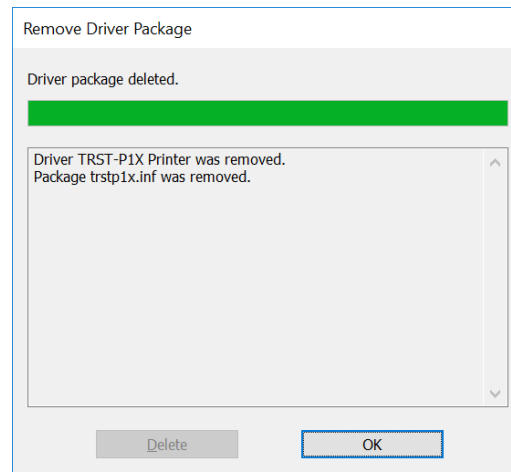 Remove Driver Package
Driver package deleted.
Driver TRST-P1X Printer was removed.
Package trstp1x.inf was removed.
Delete
OK